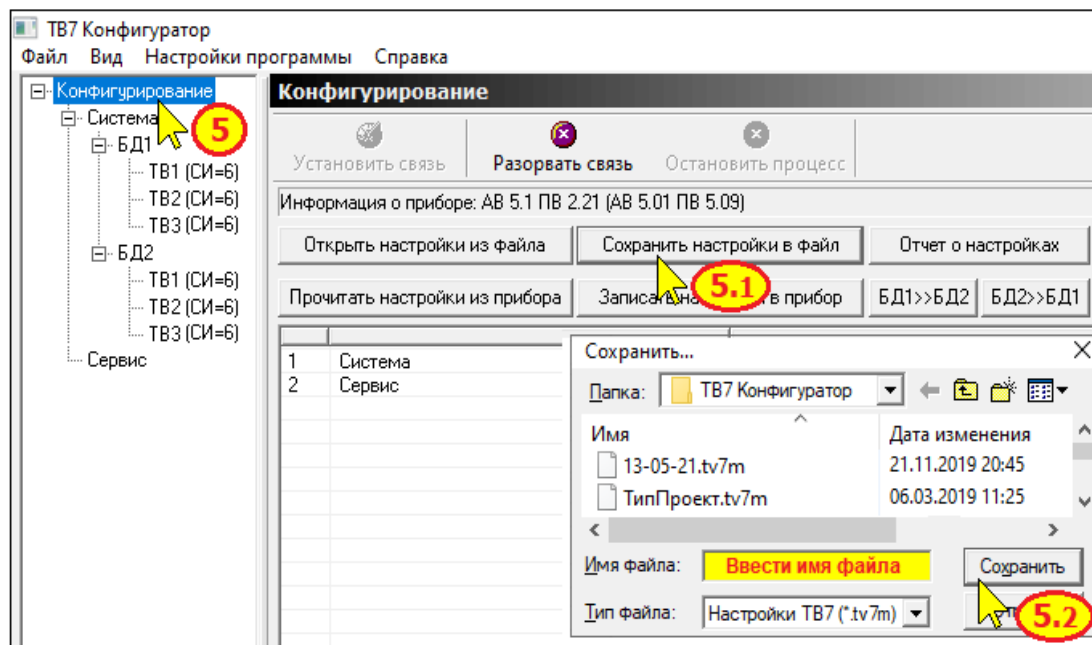 ТВ7 Конфигуратор
Файл Вид Настройки программы Справка
Конфигурирование
Система
БД1
ТВ1 (СИ=6)
ТВ2 (СИ=6)
ТВ3 (СИ=6)
БД2
ТВ1 (СИ=6)
ТВ2 (СИ=6)
ТВ3 (СИ=6)
Сервис
5
Конфигурирование
Установить связь Разорвать связь Остановить процесс
Информация о приборе: АВ 5.1 ПВ 2.21 (АВ 5.01 ПВ 5.09)
Открыть настройки из файла Сохранить настройки в файл Отчет о настройках
5.1
Прочитать настройки из прибора в прибор БД1>>БД2 БД2>>БД1
1 Система
2 Сервис
Сохранить...
Папка: ТВ7 Конфигуратор
Имя Дата изменения
13-05-21.tv7m 21.11.2019 20:45
ТипПроект.tv7m 06.03.2019 11:25
Имя файла: Ввести имя файла Сохранить
Тип файла: Настройки ТВ7 (*.tv7m)
5.2